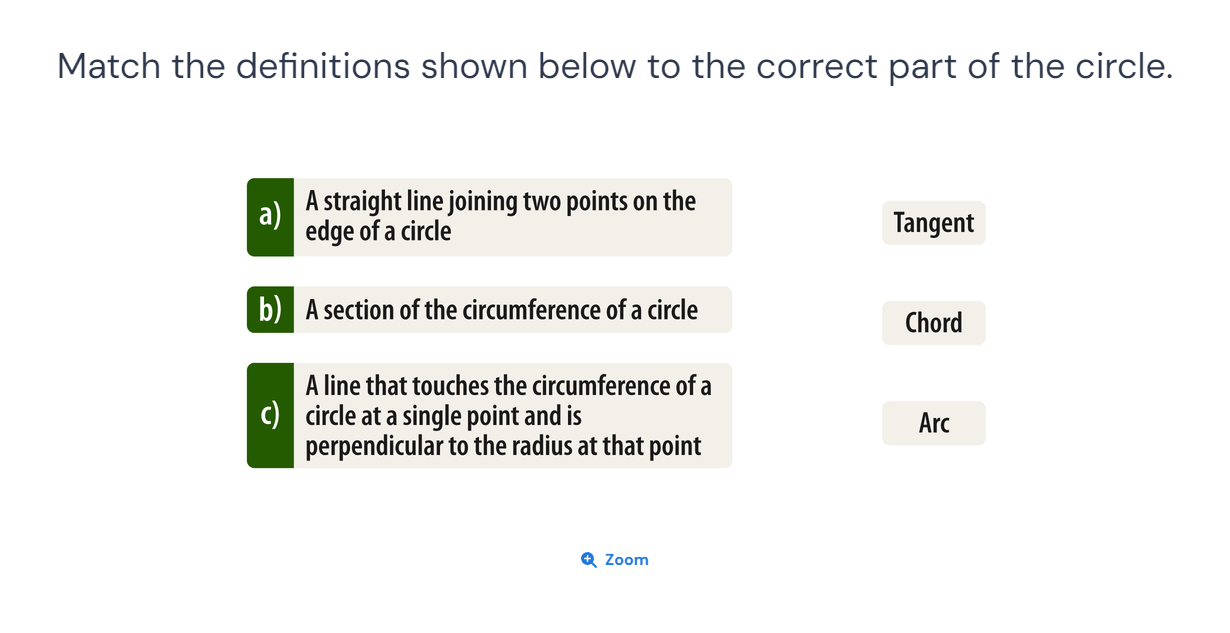 Match the definitions shown below to the correct part of the circle.
a) A straight line joining two points on the
edge of a circle
Tangent
b) A section of the circumference of a circle
Chord
c) A line that touches the circumference of a
circle at a single point and is
perpendicular to the radius at that point
Arc
Zoom